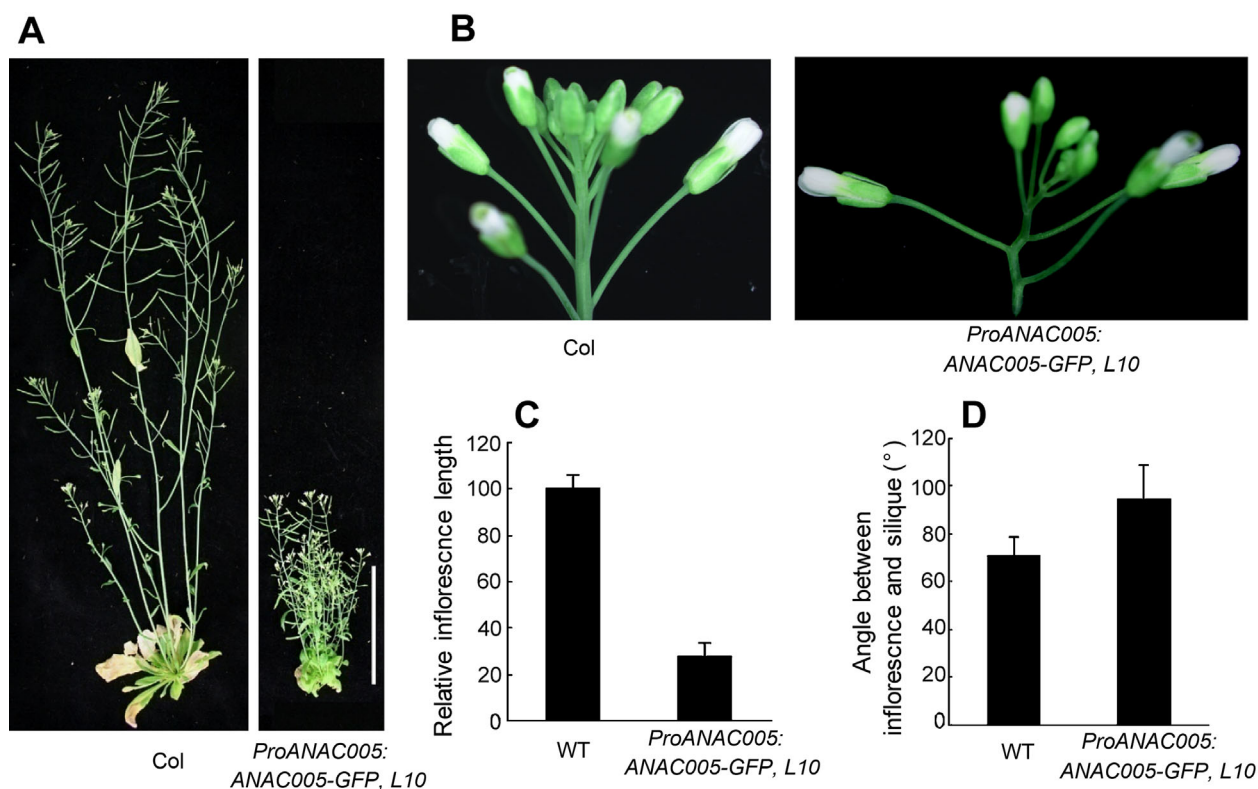 A
B
Col
ProANAC005:
ANAC005-GFP, L10
Col
ProANAC005:
ANAC005-GFP, L10
C
Relative inflorescnce length
120
100
80
60
40
20
0
WT
ProANAC005:
ANAC005-GFP, L10
D
Angle between
inflorescnce and silique (°)
120
100
80
60
40
20
0
WT
ProANAC005:
ANAC005-GFP, L10